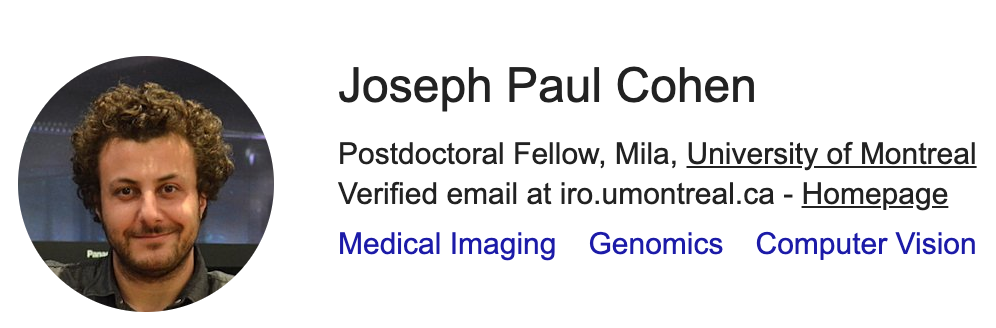 Joseph Paul Cohen
Postdoctoral Fellow, Mila, University of Montreal
Verified email at iro.umontreal.ca - Homepage
Medical Imaging Genomics Computer Vision